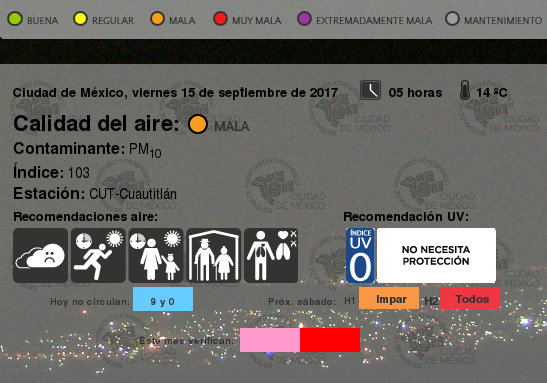 BUENA REGULAR MALA MUY MALA EXTREMADAMENTE MALA MANTENIMIENTO
Ciudad de México, viernes 15 de septiembre de 2017 05 horas 14 ºC
Calidad del aire: MALA
Contaminante: PM10
Índice: 103
Estación: CUT-Cuautitlán
Recomendaciones aire: Recomendación UV:
ÍNDICE UV 0 NO NECESITA PROTECCIÓN
Hoy no circulan: 9 y 0 Próx. sábado: H1 Impar H2 Todos
Este mes verifican:
CIUDAD DE MÉXICO